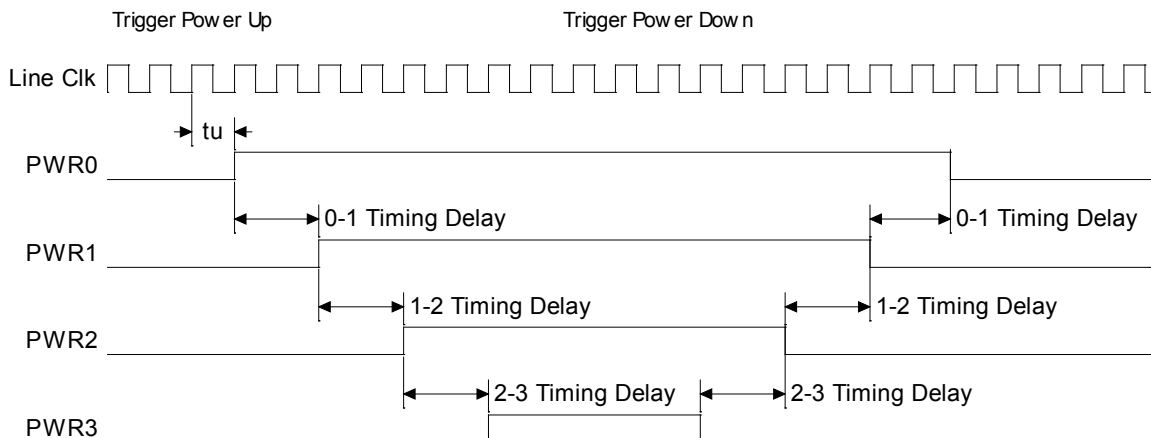 Trigger Power Up Trigger Power Down
Line Clk
tu
PWR0
0-1 Timing Delay 0-1 Timing Delay
PWR1
1-2 Timing Delay 1-2 Timing Delay
PWR2
2-3 Timing Delay 2-3 Timing Delay
PWR3